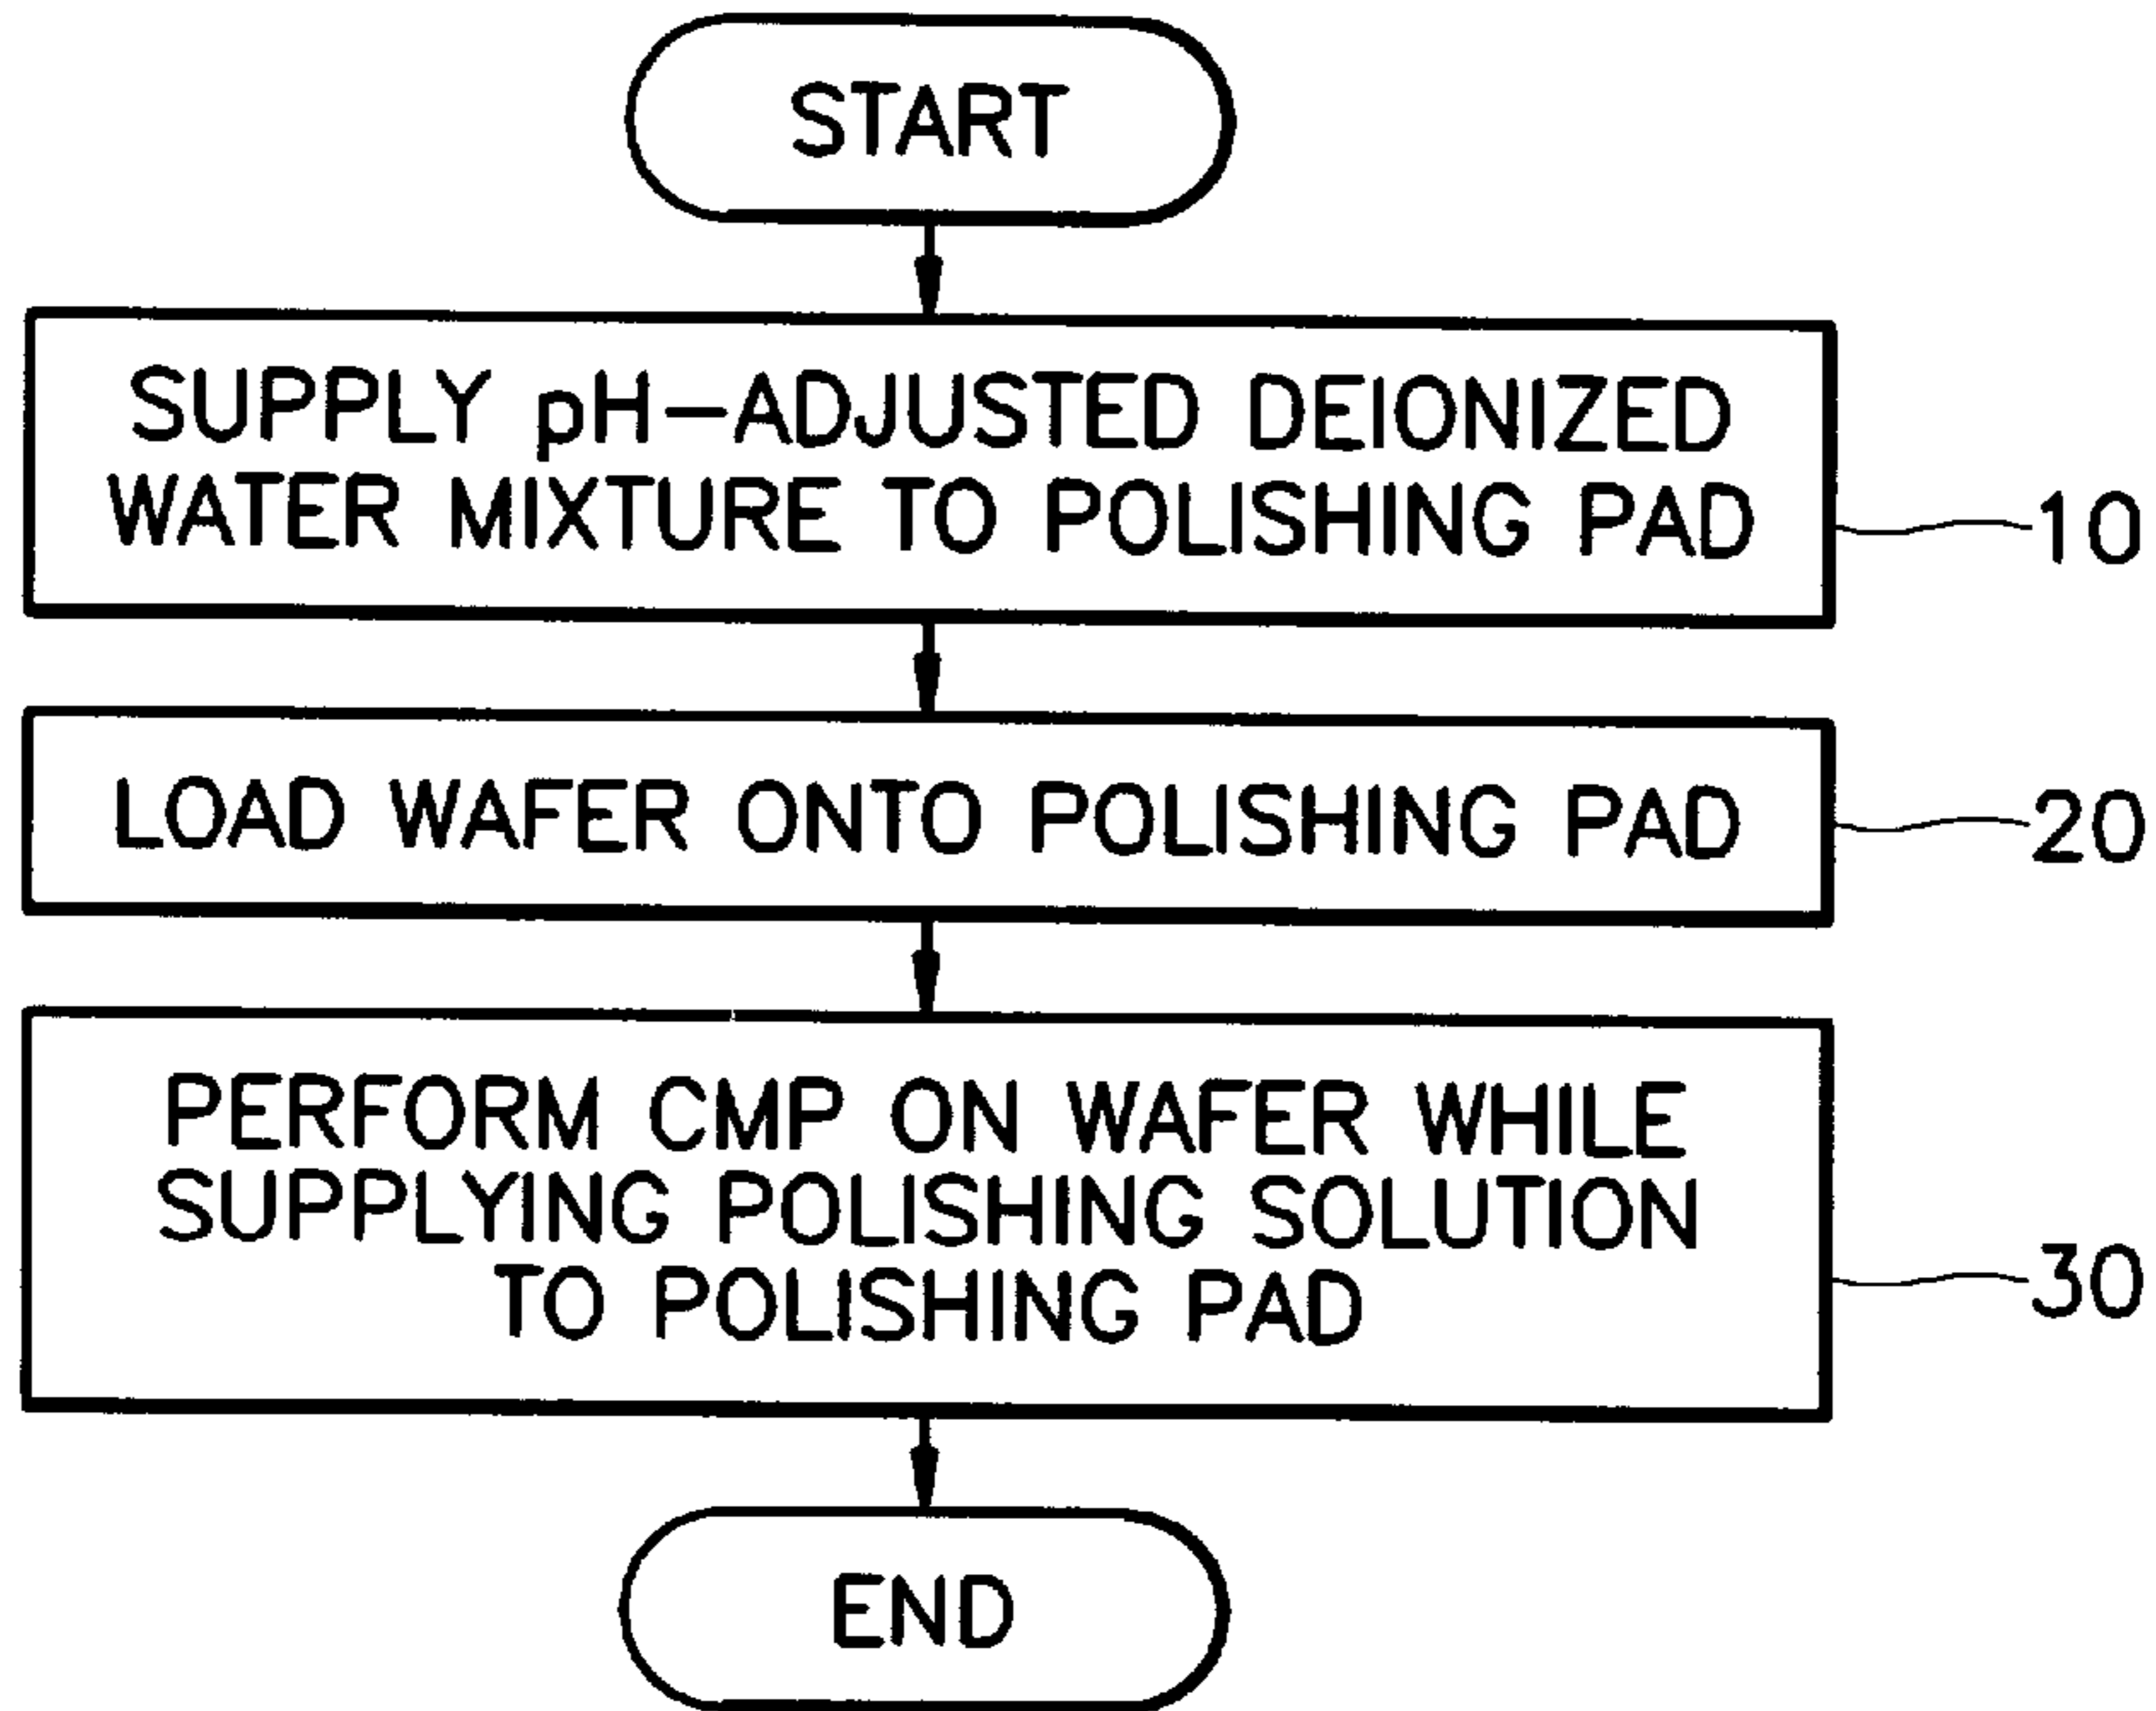 START
SUPPLY pH-ADJUSTED DEIONIZED
WATER MIXTURE TO POLISHING PAD
10
LOAD WAFER ONTO POLISHING PAD
20
PERFORM CMP ON WAFER WHILE
SUPPLYING POLISHING SOLUTION
TO POLISHING PAD
30
END